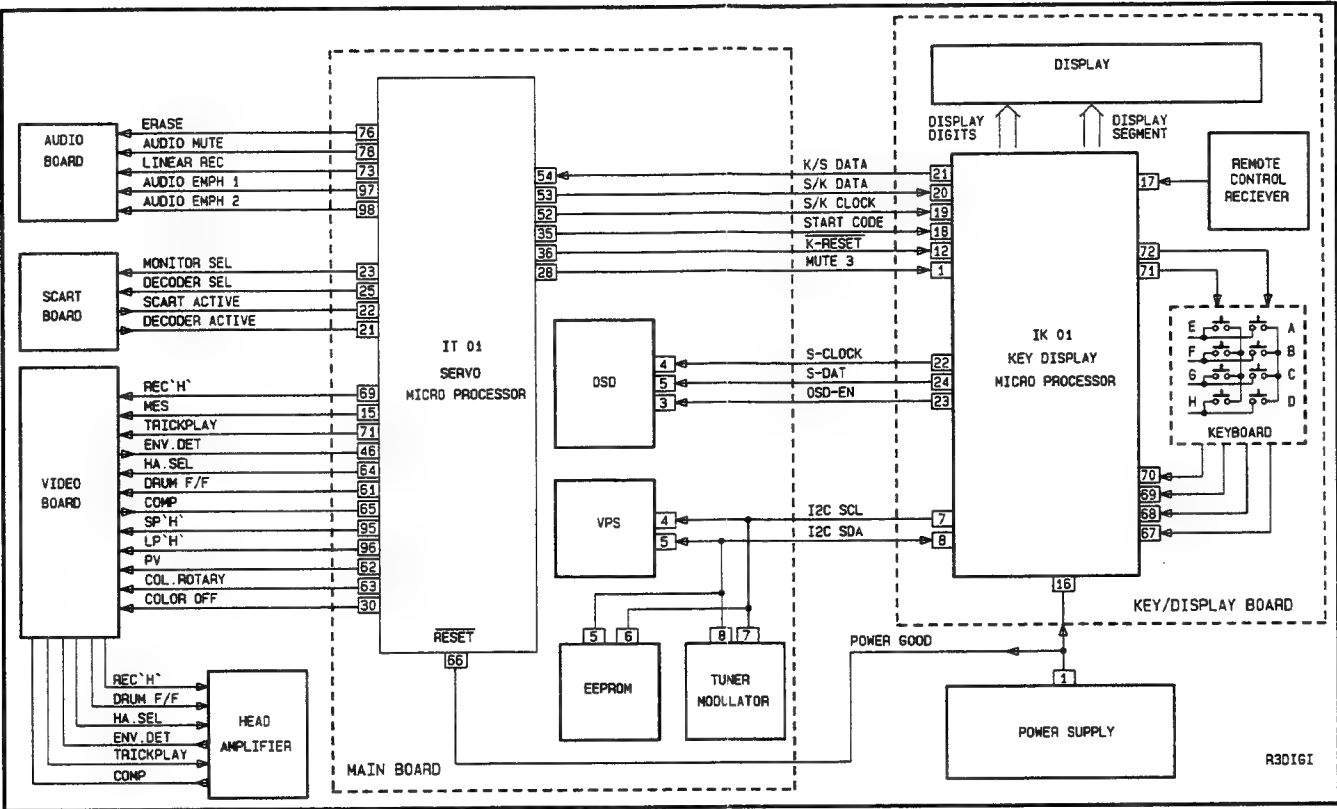 AUDIO
BOARD
ERASE
AUDIO MUTE
LINEAR REC
AUDIO EMPH 1
AUDIO EMPH 2
76
78
73
97
98
SCART
BOARD
MONITOR SEL
DECODER SEL
SCART ACTIVE
DECODER ACTIVE
23
25
22
21
VIDEO
BOARD
REC`H`
MES
TRICKPLAY
ENV.DET
HA.SEL
DRUM F/F
COMP
SP`H`
LP`H`
PV
COL.ROTARY
COLOR OFF
69
15
71
46
64
61
65
95
96
62
63
30
REC`H`
DRUM F/F
HA.SEL
ENV.DET
TRICKPLAY
COMP
HEAD
AMPLIFIER
IT 01
SERVO
MICRO PROCESSOR
RESET
66
MAIN BOARD
54
53
52
35
36
28
K/S DATA
S/K DATA
S/K CLOCK
START CODE
K-RESET
MUTE 3
21
20
19
18
12
1
OSD
4
5
3
S-CLOCK
S-DAT
OSD-EN
22
24
23
VPS
4
5
I2C SCL
I2C SDA
7
8
5
6
EEPROM
8
7
TUNER
MODULATOR
DISPLAY
DISPLAY
DIGITS
DISPLAY
SEGMENT
IK 01
KEY DISPLAY
MICRO PROCESSOR
17
REMOTE
CONTROL
RECIEVER
72
71
E A
F B
G C
H D
KEYBOARD
70
69
68
67
16
KEY/DISPLAY BOARD
POWER GOOD
1
POWER SUPPLY
R3DIGI